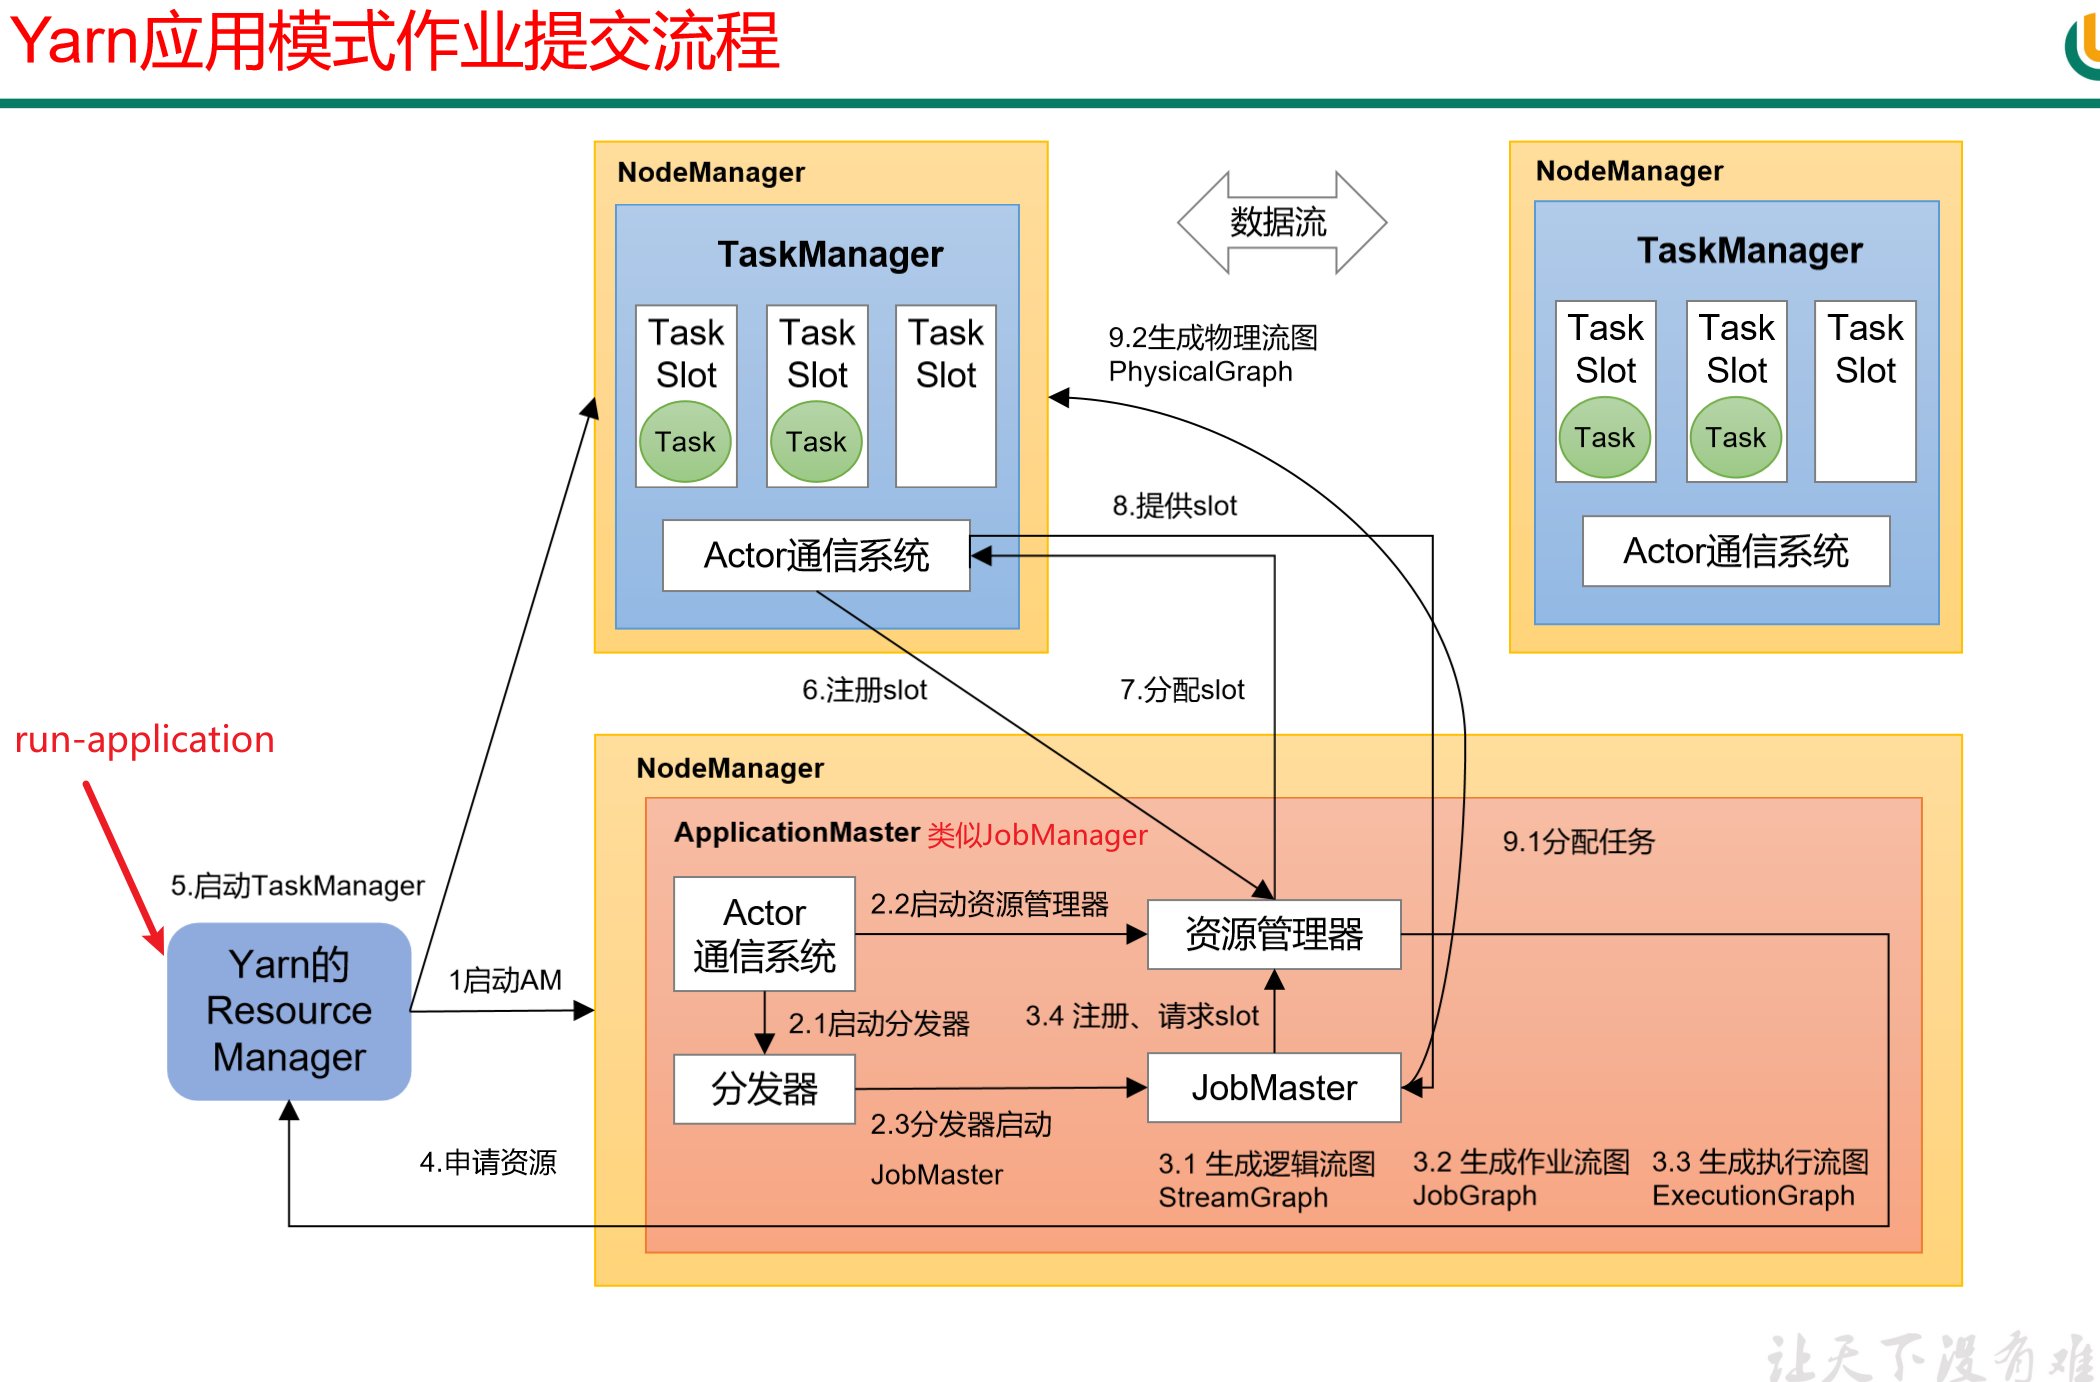 Yarn应用模式作业提交流程
NodeManager
TaskManager
Task
Slot
Task
Task
Slot
Task
Task
Slot
Actor通信系统
数据流
NodeManager
TaskManager
Task
Slot
Task
Task
Slot
Task
Task
Slot
Actor通信系统
9.2生成物理流图
PhysicalGraph
8.提供slot
6.注册slot
7.分配slot
run-application
5.启动TaskManager
Yarn的
Resource
Manager
1启动AM
4.申请资源
NodeManager
ApplicationMaster 类似JobManager
9.1分配任务
Actor
通信系统
2.2启动资源管理器
资源管理器
2.1启动分发器
3.4 注册、请求slot
分发器
JobMaster
2.3分发器启动
JobMaster
3.1 生成逻辑流图
StreamGraph
3.2 生成作业流图
JobGraph
3.3 生成执行流图
ExecutionGraph
让天下没有难